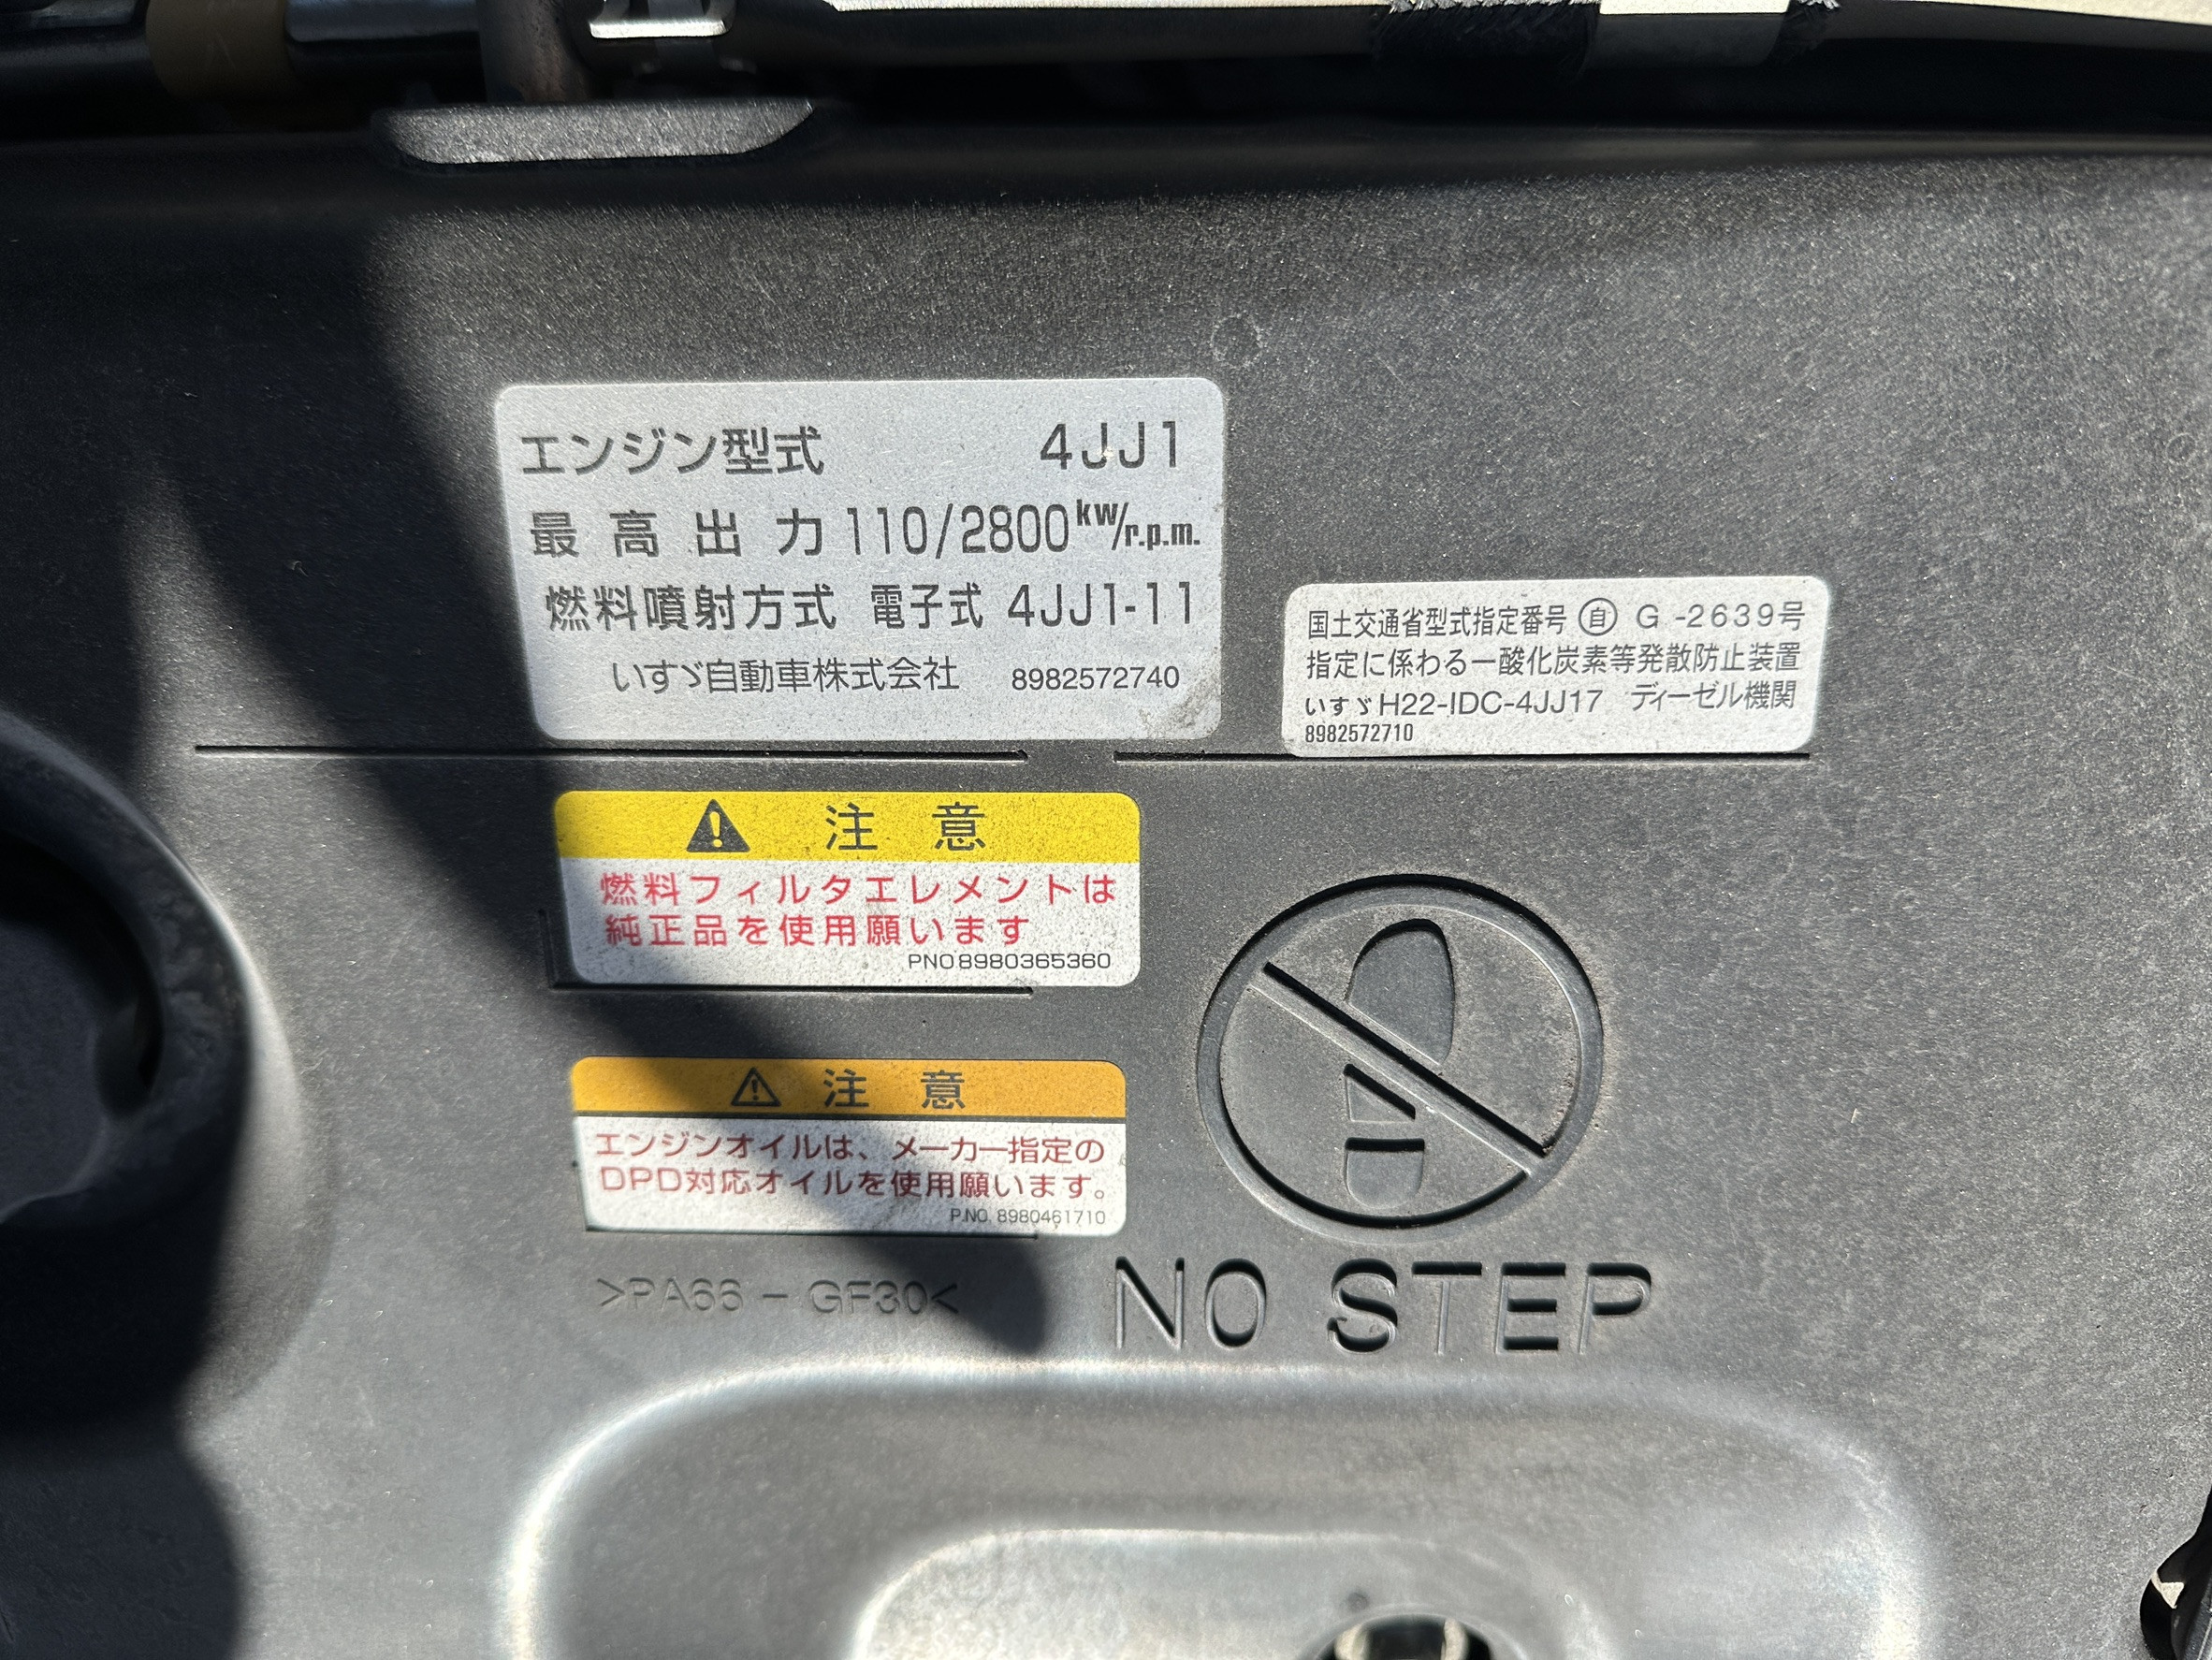 エンジン型式 4JJ1
最高出力 110/2800kw/r.p.m.
燃料噴射方式 電子式 4JJ1-11
いすゞ自動車株式会社 8982572740
国土交通省型式指定番号 自 G-2639号
指定に係わる一酸化炭素等発散防止装置
いすゞH22-IDC-4JJ17 ディーゼル機関
8982572710
注意
燃料フィルタエレメントは
純正品を使用願います
PNO8980365360
注意
エンジンオイルは、メーカー指定の
DPD対応オイルを使用願います。
P.NO. 8980461710
>PA66-GF30<
NO STEP